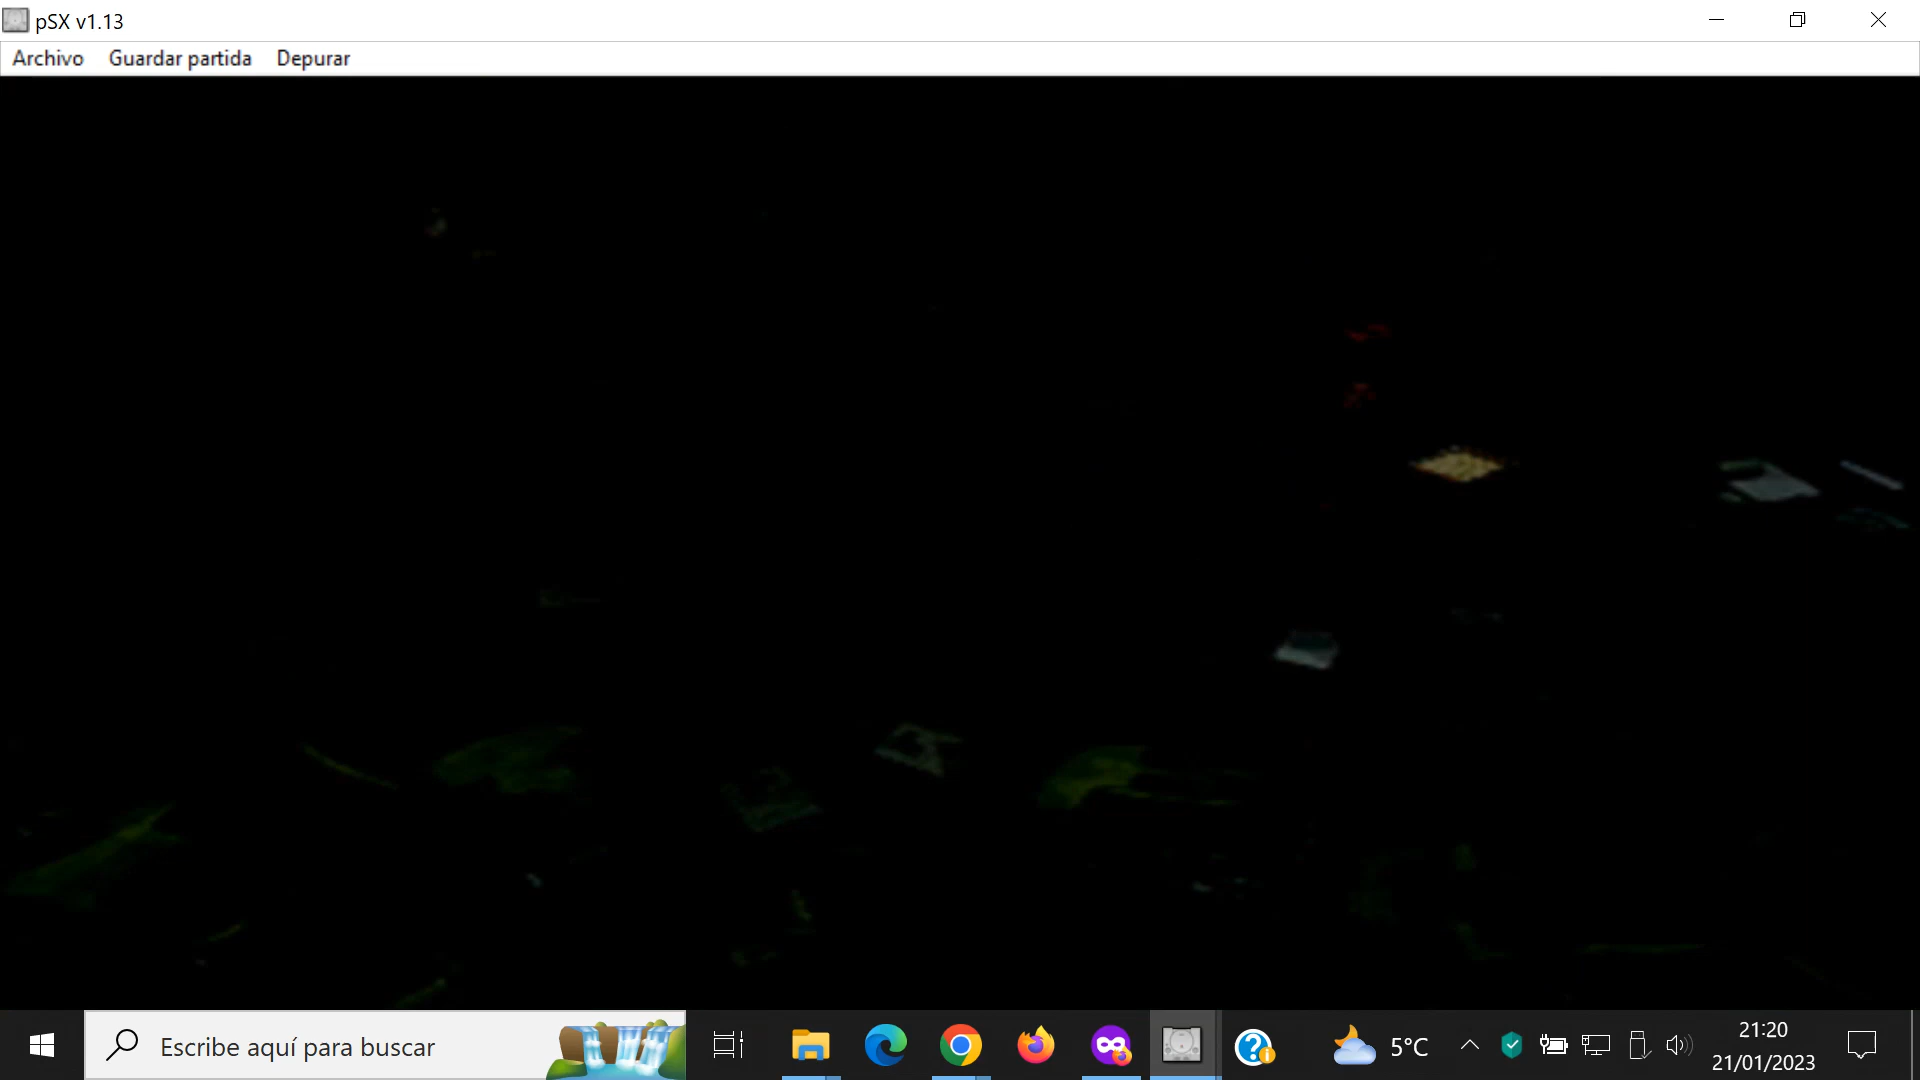 pSX v1.13
Archivo Guardar partida Depurar
Escribe aquí para buscar
5°C
21:20
21/01/2023